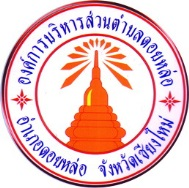 องค์การบริหารส่วนตำบลดอยหล่อ
อำเภอดอยหล่อ จังหวัดเชียงใหม่